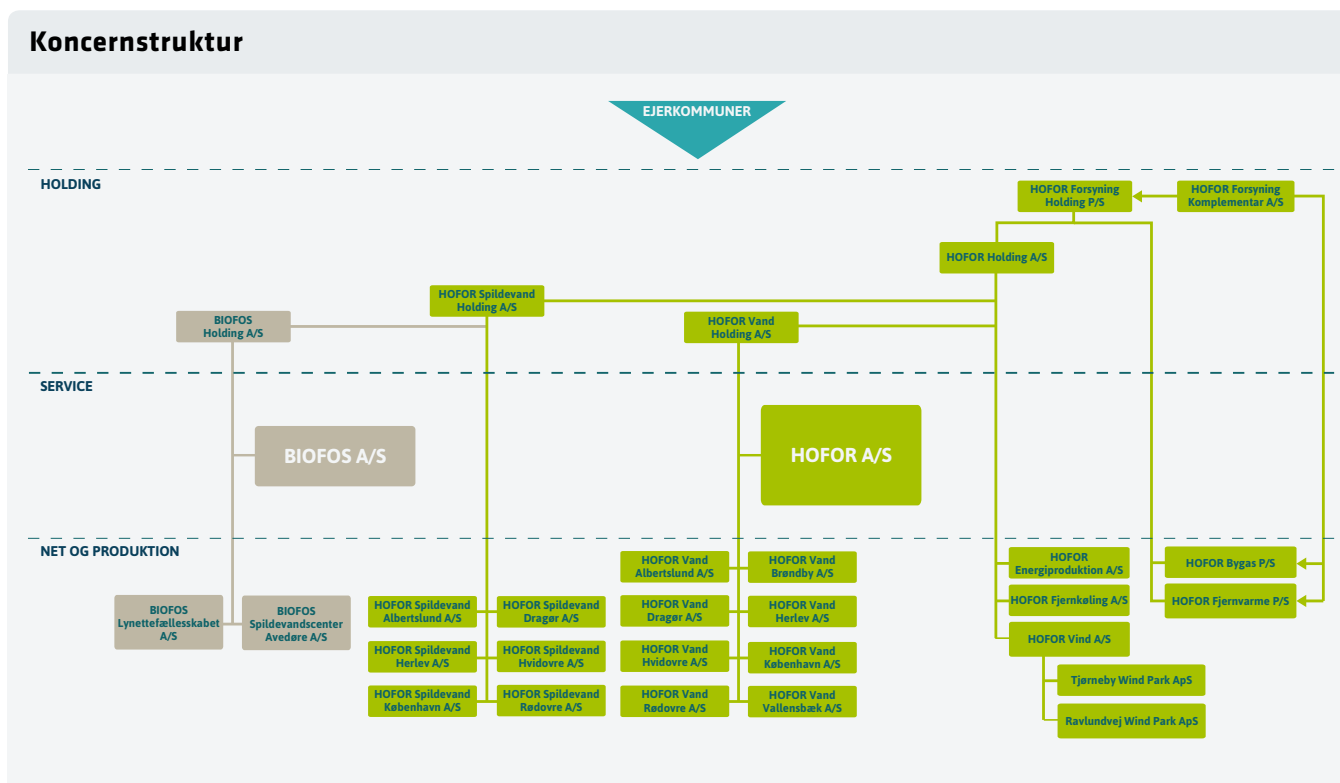 Koncernstruktur
EJERKOMMUNER
HOLDING
HOFOR Forsyning
Holding P/S
HOFOR Forsyning
Komplementar A/S
HOFOR Holding A/S
HOFOR Spildevand
Holding A/S
BIOFOS
Holding A/S
HOFOR Vand
Holding A/S
SERVICE
BIOFOS A/S
HOFOR A/S
NET OG PRODUKTION
BIOFOS
Lynettefællesskabet
A/S
BIOFOS
Spildevandscenter
Avedøre A/S
HOFOR Spildevand
Albertslund A/S
HOFOR Spildevand
Dragør A/S
HOFOR Spildevand
Herlev A/S
HOFOR Spildevand
Hvidovre A/S
HOFOR Spildevand
København A/S
HOFOR Spildevand
Rødovre A/S
HOFOR Vand
Albertslund A/S
HOFOR Vand
Brøndby A/S
HOFOR Vand
Dragør A/S
HOFOR Vand
Herlev A/S
HOFOR Vand
Hvidovre A/S
HOFOR Vand
København A/S
HOFOR Vand
Rødovre A/S
HOFOR Vand
Vallensbæk A/S
HOFOR
Energiproduktion A/S
HOFOR Fjernkøling A/S
HOFOR Vind A/S
Tjørneby Wind Park ApS
Ravlundvej Wind Park ApS
HOFOR Bygas P/S
HOFOR Fjernvarme P/S